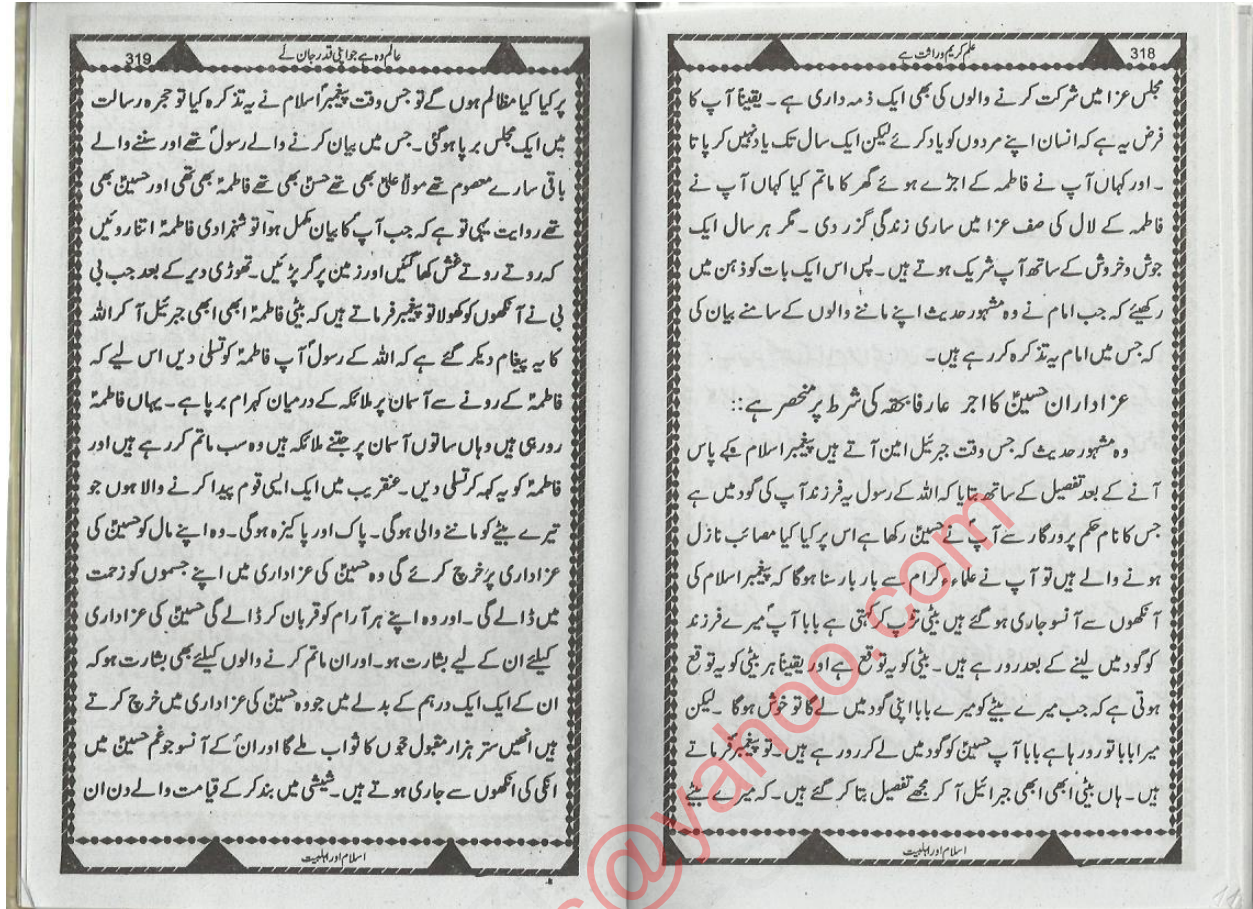 318
علم کریم وراثت ہے
مجلس عزا میں شرکت کرنے والوں کی بھی ایک ذمہ داری ہے ۔ یقیناً آپ کا
فرض یہ ہے کہ انسان اپنے مردوں کو یاد کرے لیکن ایک سال تک یاد نہیں کر پاتا
۔ اور کہاں آپ نے فاطمہ کے اجڑے ہوئے گھر کا ماتم کیا کہاں آپ نے
فاطمہ کے لال کی صف عزا میں ساری زندگی گزر دی ۔ مگر ہر سال ایک
جوش و خروش کے ساتھ آپ شریک ہوتے ہیں ۔ پس اس ایک بات کو ذہن میں
رکھیئے کہ جب امام نے وہ مشہور حدیث اپنے ماننے والوں کے سامنے بیان کی
کہ جس میں امام یہ تذکرہ کر رہے ہیں ۔
عزاداران حسینؑ کا اجر عارفا بحقہ کی شرط پر منحصر ہے ::
وہ مشہور حدیث کہ جس وقت جبرئیل امین آتے ہیں پیغمبر اسلام کے پاس
آنے کے بعد تفصیل کے ساتھ بتایا کہ اللہ کے رسول یہ فرزند آپ کی گود میں ہے
جس کا نام حکم پرورگار سے آپؐ نے حسینؑ رکھا ہے اس پر کیا کیا مصائب نازل
ہونے والے ہیں تو آپ نے علماء کرام سے بار بار سنا ہوگا کہ پیغمبر اسلام کی
آنکھوں سے آنسو جاری ہو گئے ہیں بیٹی تڑپ کر کہتی ہے بابا آپؐ میرے فرزند
کو گود میں لینے کے بعد رو رہے ہیں ۔ بیٹی کو یہ توقع ہے اور یقیناً ہر بیٹی کو یہ توقع
ہوتی ہے کہ جب میرے بیٹے کو میرے بابا اپنی گود میں لے گا تو خوش ہوگا ۔ لیکن
میرا بابا تو رو رہا ہے بابا آپ حسینؑ کو گود میں لے کر رو رہے ہیں ۔ تو پیغمبرؐ فرماتے
ہیں ۔ ہاں بیٹی ابھی ابھی جبرائیل آ کر مجھے تفصیل بتا کر گئے ہیں ۔ کہ میرے بیٹے
اسلام اور اہلبیت
319
عالم وہ ہے جو اپنی قدر جان لے
پر کیا کیا مظالم ہوں گے تو جس وقت پیغمبرؐ اسلام نے یہ تذکرہ کیا تو حجرہ رسالت
میں ایک مجلس برپا ہوگئی ۔ جس میں بیان کرنے والے رسولؐ تھے اور سننے والے
باقی سارے معصوم تھے مولا علیؑ بھی تھے حسنؑ بھی تھے فاطمہؑ بھی تھی اور حسینؑ بھی
تھے روایت یہی تو ہے کہ جب آپؐ کا بیان مکمل ہوا تو شہزادی فاطمہؑ اتنا روئیں
کہ روتے روتے غش کھا گئیں اور زمین پر گر پڑئیں ۔ تھوڑی دیر کے بعد جب بی
بی نے آنکھوں کو کھولا تو پیغمبرؐ فرماتے ہیں کہ بیٹی فاطمہؑ ابھی ابھی جبرئیل آ کر اللہ
کا یہ پیغام دیکر گئے ہے کہ اللہ کے رسولؐ آپ فاطمہؑ کو تسلی دیں اس لیے کہ
فاطمہؑ کے رونے سے آسمان پر ملائکہ کے درمیان کہرام برپا ہے ۔ یہاں فاطمہؑ
رو رہی ہیں وہاں ساتوں آسمان پر جتنے ملائکہ ہیں وہ سب ماتم کر رہے ہیں اور
فاطمہؑ کو یہ کہہ کر تسلی دیں ۔ عنقریب میں ایک ایسی قوم پیدا کرنے والا ہوں جو
تیرے بیٹے کو ماننے والی ہوگی ۔ پاک اور پاکیزہ ہوگی ۔ وہ اپنے مال کو حسینؑ کی
عزاداری پر خرچ کرئے گی وہ حسینؑ کی عزاداری میں اپنے جسموں کو زحمت
میں ڈالے گی ۔ اور وہ اپنے ہر آرام کو قربان کر ڈالے گی حسینؑ کی عزاداری
کیلئے ان کے لیے بشارت ہو ۔ اور ان ماتم کرنے والوں کیلئے بھی بشارت ہو کہ
ان کے ایک ایک درہم کے بدلے میں جو وہ حسینؑ کی عزاداری میں خرچ کرتے
ہیں انھیں ستر ہزار مقبول حجوں کا ثواب ملے گا اور انؑ کے آنسو جو غم حسینؑ میں
انکی کی انکھوں سے جاری ہوتے ہیں ۔ شیشی میں بند کر کے قیامت والے دن ان
اسلام اور اہلبیت
s@yahoo.com